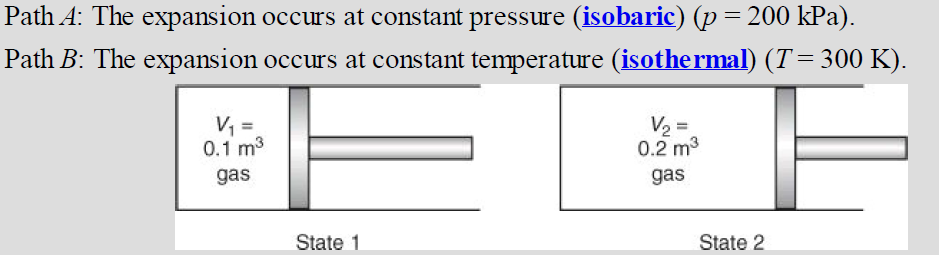 Path A: The expansion occurs at constant pressure (isobaric) (p = 200 kPa).
Path B: The expansion occurs at constant temperature (isothermal) (T = 300 K).
V₁ =
0.1 m³
gas
V₂ =
0.2 m³
gas
State 1
State 2